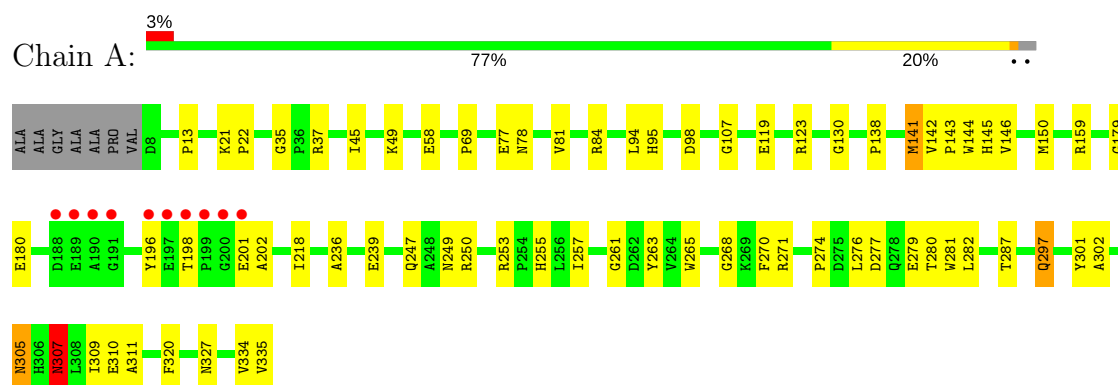 3%
Chain A:
77% 20% ••
ALA ALA GLY ALA ALA PRO VAL D8 P13 K21 P22 G35 P36 R37 I45 K49 E58 P69 E77 N78 V81 R84 L94 H95 D98 G107 E119 R123 G130 P138 M141 V142 P143 W144 H145 V146 M150 R159 G179
E180 D188 E189 A190 G191 Y196 E197 T198 P199 G200 E201 A202 I218 A236 E239 Q247 A248 N249 R250 R253 P254 H255 L256 I257 G261 D262 Y263 V264 W265 G268 K269 F270 R271 P274 D275 L276 D277 Q278 E279 T280 W281 L282 T287 Q297 Y301 A302
N305 H306 N307 L308 I309 E310 A311 F320 N327 V334 V335